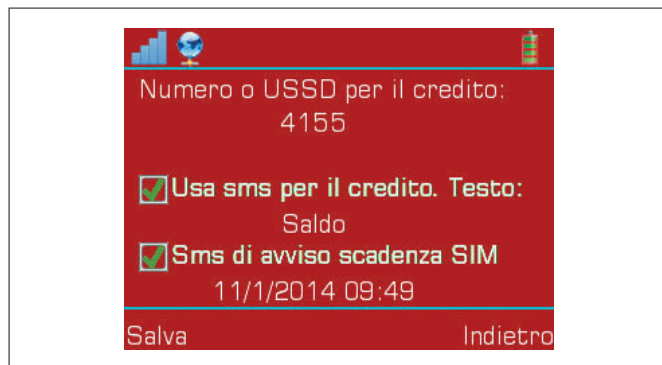 Numero o USSD per il credito:
4155
Usa sms per il credito. Testo:
Saldo
Sms di avviso scadenza SIM
11/1/2014 09:49
Salva Indietro